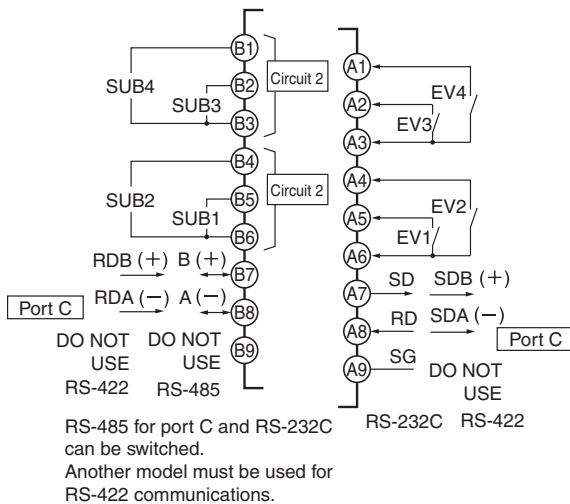 B1
B2
B3
B4
B5
B6
B7
B8
B9
SUB4
SUB3
Circuit 2
SUB2
SUB1
Circuit 2
RDB (+) B (+)
RDA (−) A (−)
Port C
DO NOT USE
RS-422
DO NOT USE
RS-485
A1
A2
A3
A4
A5
A6
A7
A8
A9
EV4
EV3
EV2
EV1
SD SDB (+)
RD SDA (−)
Port C
SG
DO NOT USE
RS-232C RS-422
RS-485 for port C and RS-232C
can be switched.
Another model must be used for
RS-422 communications.